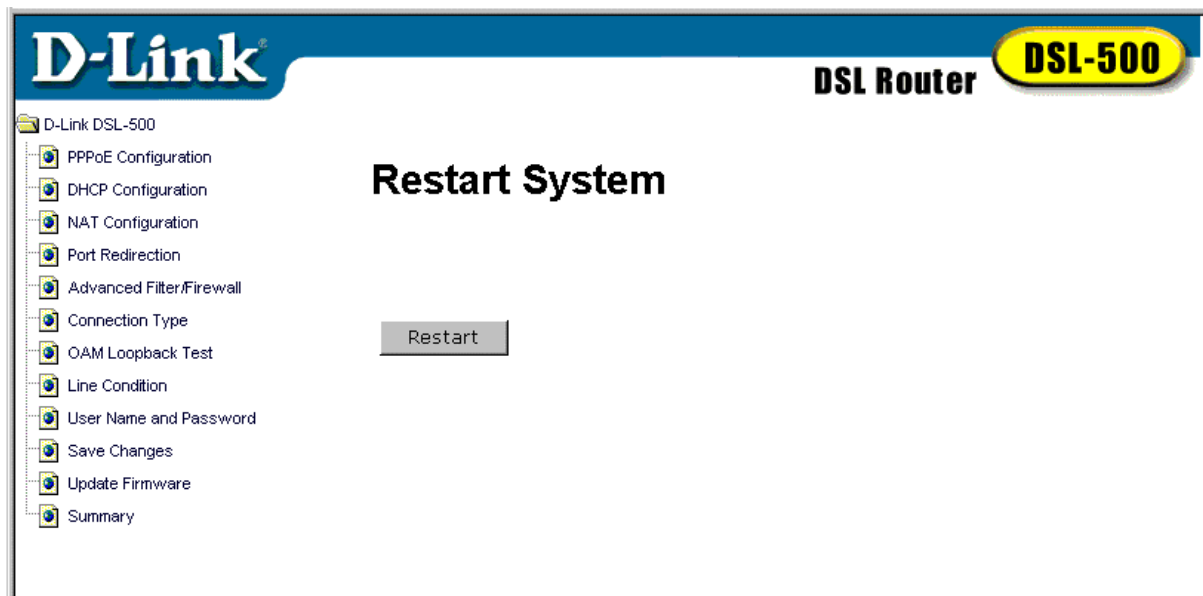 D-Link®
DSL Router
DSL-500
D-Link DSL-500
PPPoE Configuration
DHCP Configuration
NAT Configuration
Port Redirection
Advanced Filter/Firewall
Connection Type
OAM Loopback Test
Line Condition
User Name and Password
Save Changes
Update Firmware
Summary
Restart System
Restart